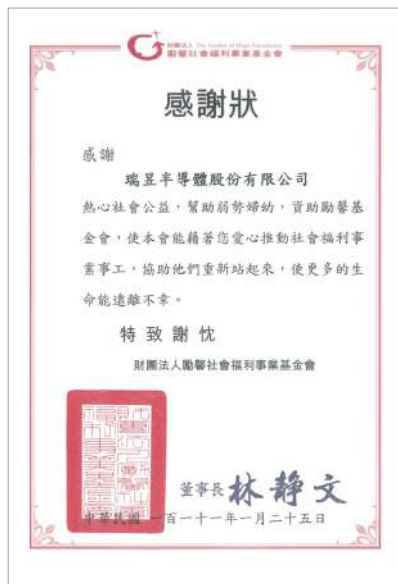 財團法人 The Garden of Hope Foundation
勵馨社會福利事業基金會
感謝狀
感謝
瑞昱半導體股份有限公司
熱心社會公益，幫助弱勢婦幼，資助勵馨基
金會，使本會能藉著您愛心推動社會福利事
業事工，協助他們重新站起來，使更多的生
命能遠離不幸。
特致謝忱
財團法人勵馨社會福利事業基金會
董事長 林靜文
中華民國一百一十一年一月二十五日